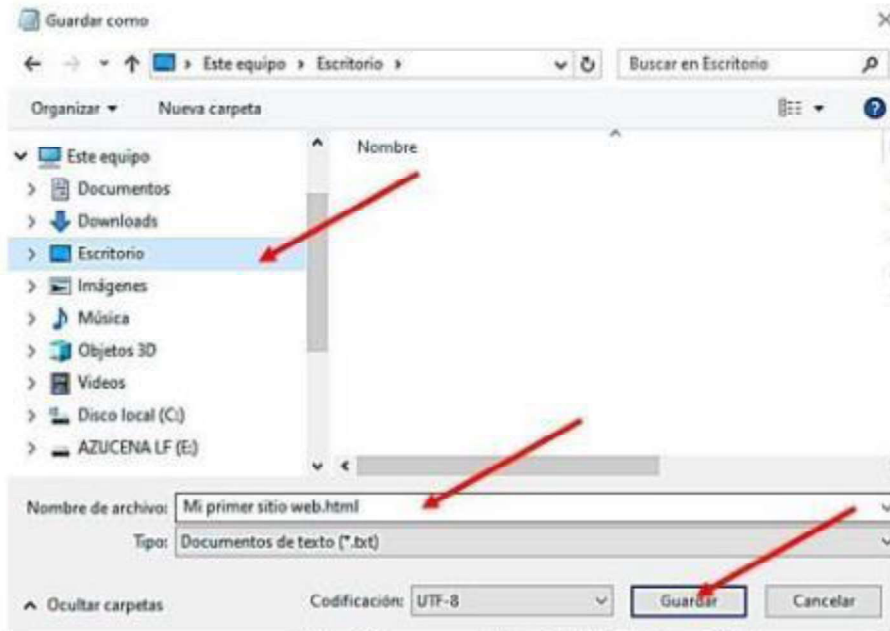 Guardar como
Este equipo › Escritorio ›
Buscar en Escritorio
Organizar
Nueva carpeta
Nombre
Este equipo
Documentos
Downloads
Escritorio
Imágenes
Música
Objetos 3D
Videos
Disco local (C:)
AZUCENA LF (E:)
Nombre de archivo: Mi primer sitio web.html
Tipo: Documentos de texto (*.txt)
Ocultar carpetas
Codificación: UTF-8
Guardar
Cancelar